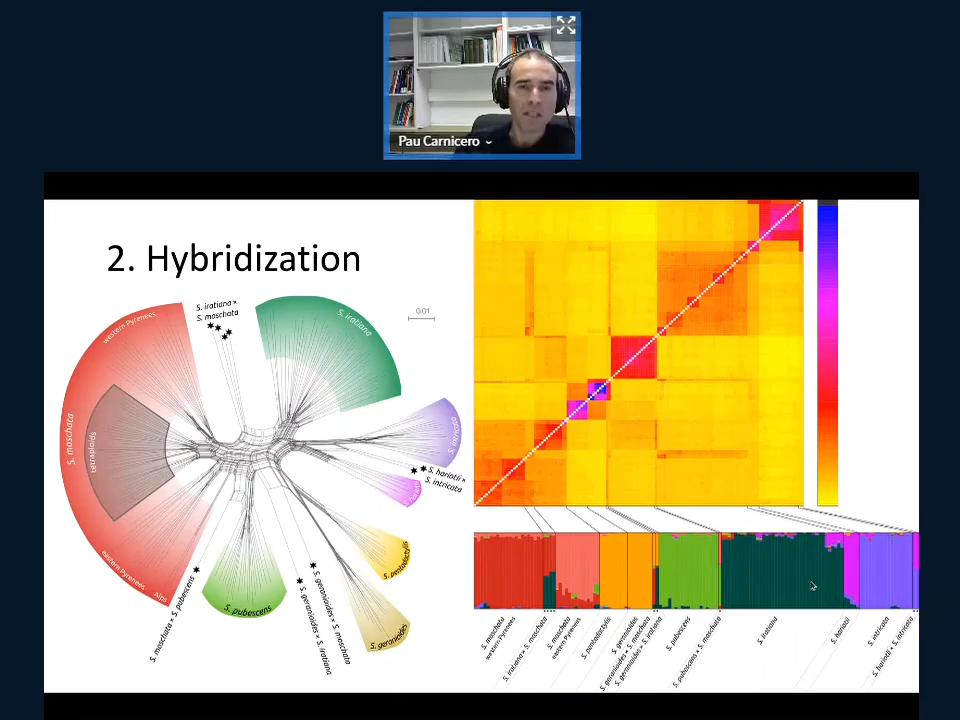 Pau Carnicero
2. Hybridization
S. iratiana ×
S. moschata
western Pyrenees
S. iratiana
0.01
S. moschata
tetraploids
S. intricata
S. hariotii ×
S. intricata
S. pentadactylis
eastern Pyrenees
Alps
S. pubescens
S. geranioides
S. moschata × S. pubescens
S. geranioides × S. moschata
S. geranioides × S. iratiana
S. moschata
western Pyrenees
S. iratiana × S. moschata
S. moschata
eastern Pyrenees
S. pentadactylis
S. geranioides
S. geranioides × S. moschata
S. geranioides × S. iratiana
S. pubescens
S. pubescens × S. moschata
S. iratiana
S. hariotii
S. intricata
S. hariotii × S. intricata